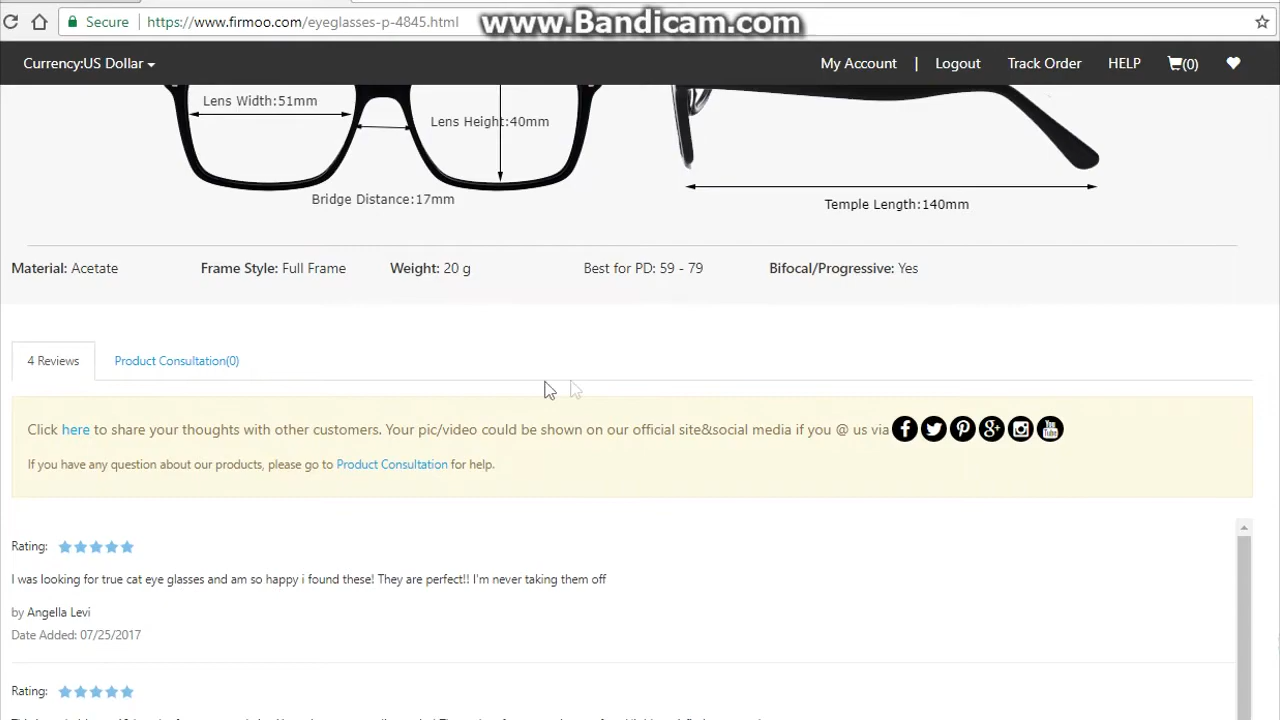 Secure https://www.firmoo.com/eyeglasses-p-4845.html www.Bandicam.com
Currency:US Dollar My Account | Logout Track Order HELP (0)
Lens Width:51mm
Lens Height:40mm
Bridge Distance:17mm
Temple Length:140mm
Material: Acetate Frame Style: Full Frame Weight: 20 g Best for PD: 59 - 79 Bifocal/Progressive: Yes
4 Reviews Product Consultation(0)
Click here to share your thoughts with other customers. Your pic/video could be shown on our official site&social media if you @ us via
If you have any question about our products, please go to Product Consultation for help.
Rating:
I was looking for true cat eye glasses and am so happy i found these! They are perfect!! I'm never taking them off
by Angella Levi
Date Added: 07/25/2017
Rating: